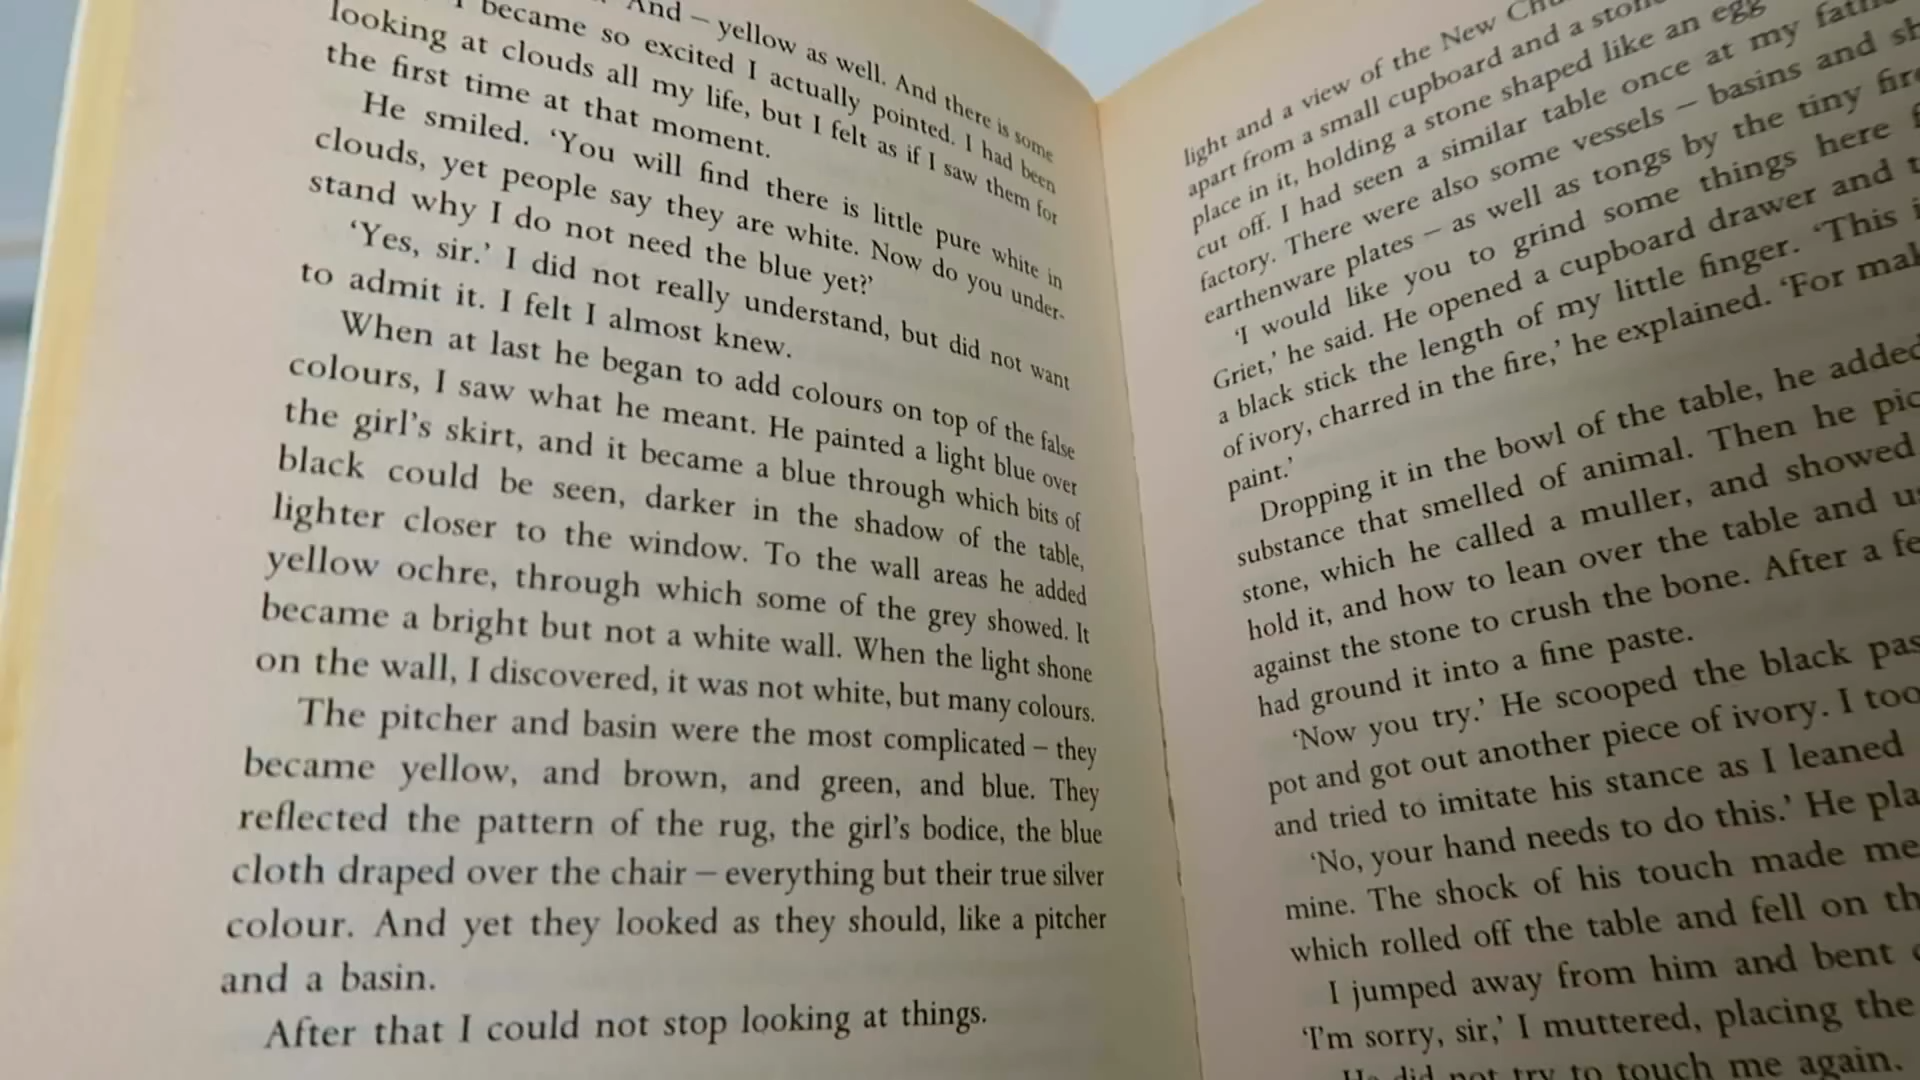 And – yellow as well. And there is some
I became so excited I actually pointed. I had been
looking at clouds all my life, but I felt as if I saw them for
the first time at that moment.
He smiled. ‘You will find there is little pure white in
clouds, yet people say they are white. Now do you under-
stand why I do not need the blue yet?’
‘Yes, sir.’ I did not really understand, but did not want
to admit it. I felt I almost knew.
When at last he began to add colours on top of the false
colours, I saw what he meant. He painted a light blue over
the girl’s skirt, and it became a blue through which bits of
black could be seen, darker in the shadow of the table,
lighter closer to the window. To the wall areas he added
yellow ochre, through which some of the grey showed. It
became a bright but not a white wall. When the light shone
on the wall, I discovered, it was not white, but many colours.
The pitcher and basin were the most complicated – they
became yellow, and brown, and green, and blue. They
reflected the pattern of the rug, the girl’s bodice, the blue
cloth draped over the chair – everything but their true silver
colour. And yet they looked as they should, like a pitcher
and a basin.
After that I could not stop looking at things.
light and a view of the New
apart from a small cupboard and a
place in it, holding a stone shaped like an egg
cut off. I had seen a similar table once at my
factory. There were also some vessels – basins and
earthenware plates – as well as tongs by the tiny
‘I would like you to grind some things here
Griet,’ he said. He opened a cupboard drawer and
a black stick the length of my little finger. ‘This
of ivory, charred in the fire,’ he explained. ‘For
paint.’
Dropping it in the bowl of the table, he added
substance that smelled of animal. Then he
stone, which he called a muller, and showed
hold it, and how to lean over the table and
against the stone to crush the bone. After a
had ground it into a fine paste.
‘Now you try.’ He scooped the black
pot and got out another piece of ivory. I
and tried to imitate his stance as I leaned
‘No, your hand needs to do this.’ He
mine. The shock of his touch made me
which rolled off the table and fell on
I jumped away from him and bent
‘I’m sorry, sir,’ I muttered, placing the
He did not try to touch me again.